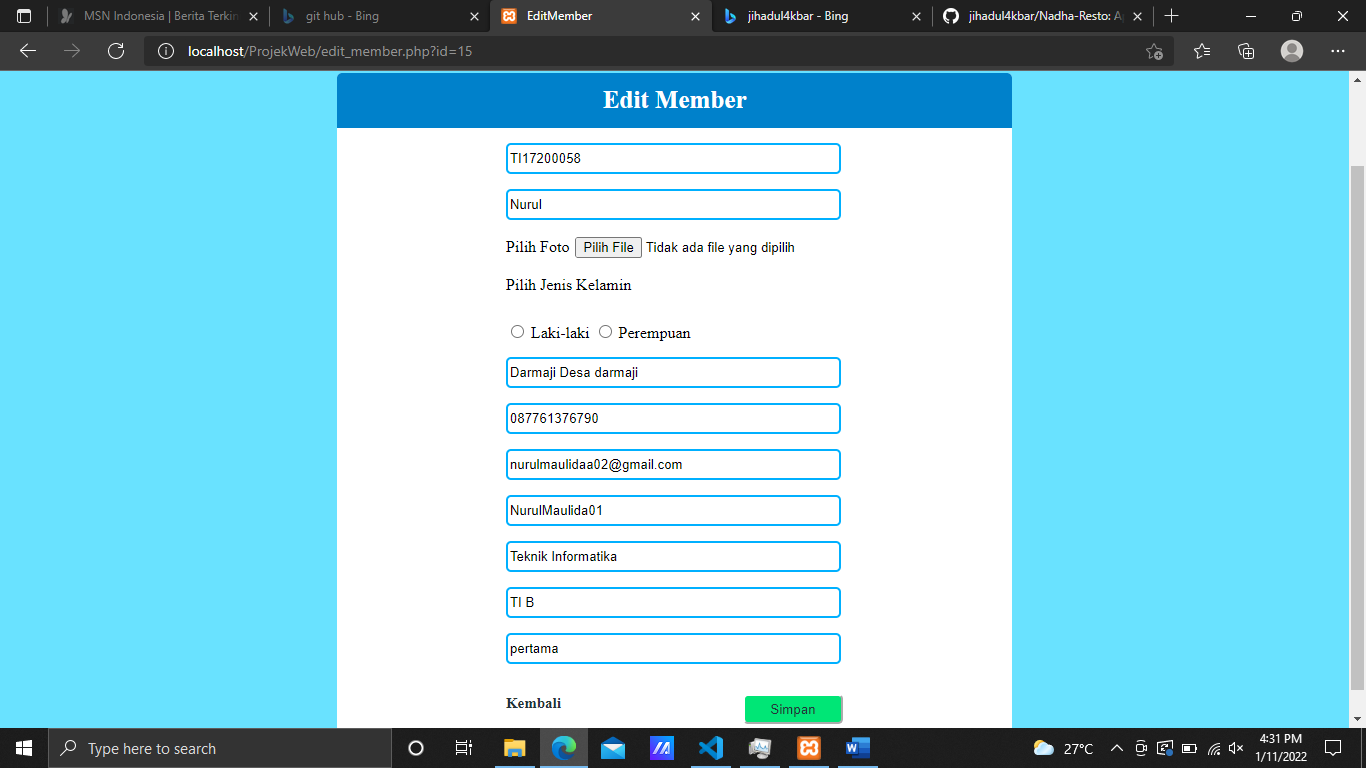 MSN Indonesia | Berita Terkin
git hub - Bing
EditMember
jihadul4kbar - Bing
jihadul4kbar/Nadha-Resto: A
localhost/ProjekWeb/edit_member.php?id=15
Edit Member
TI17200058
Nurul
Pilih Foto Pilih File Tidak ada file yang dipilih
Pilih Jenis Kelamin
Laki-laki Perempuan
Darmaji Desa darmaji
087761376790
nurulmaulidaa02@gmail.com
NurulMaulida01
Teknik Informatika
TI B
pertama
Kembali Simpan
Type here to search
27°C
4:31 PM
1/11/2022